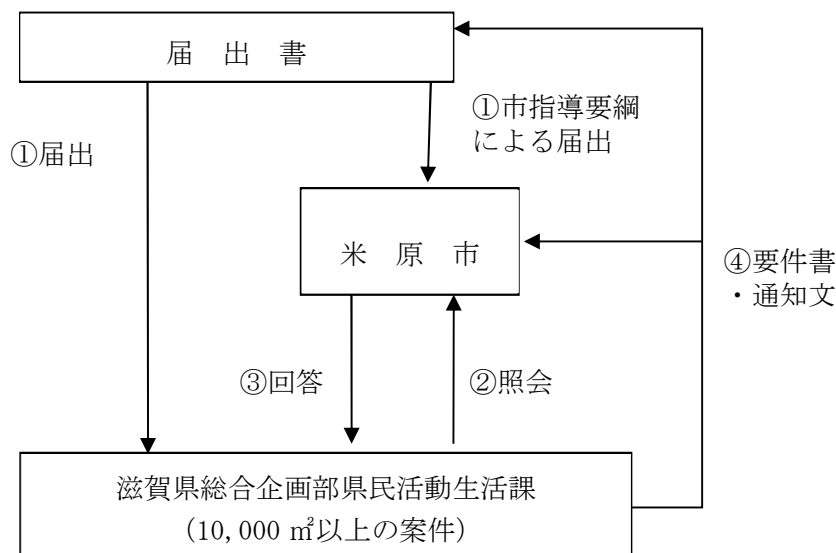 届　出　書
①市指導要綱
による届出
①届出
米　原　市
④要件書
・通知文
③回答
②照会
滋賀県総合企画部県民活動生活課
（10,000 ㎡以上の案件）